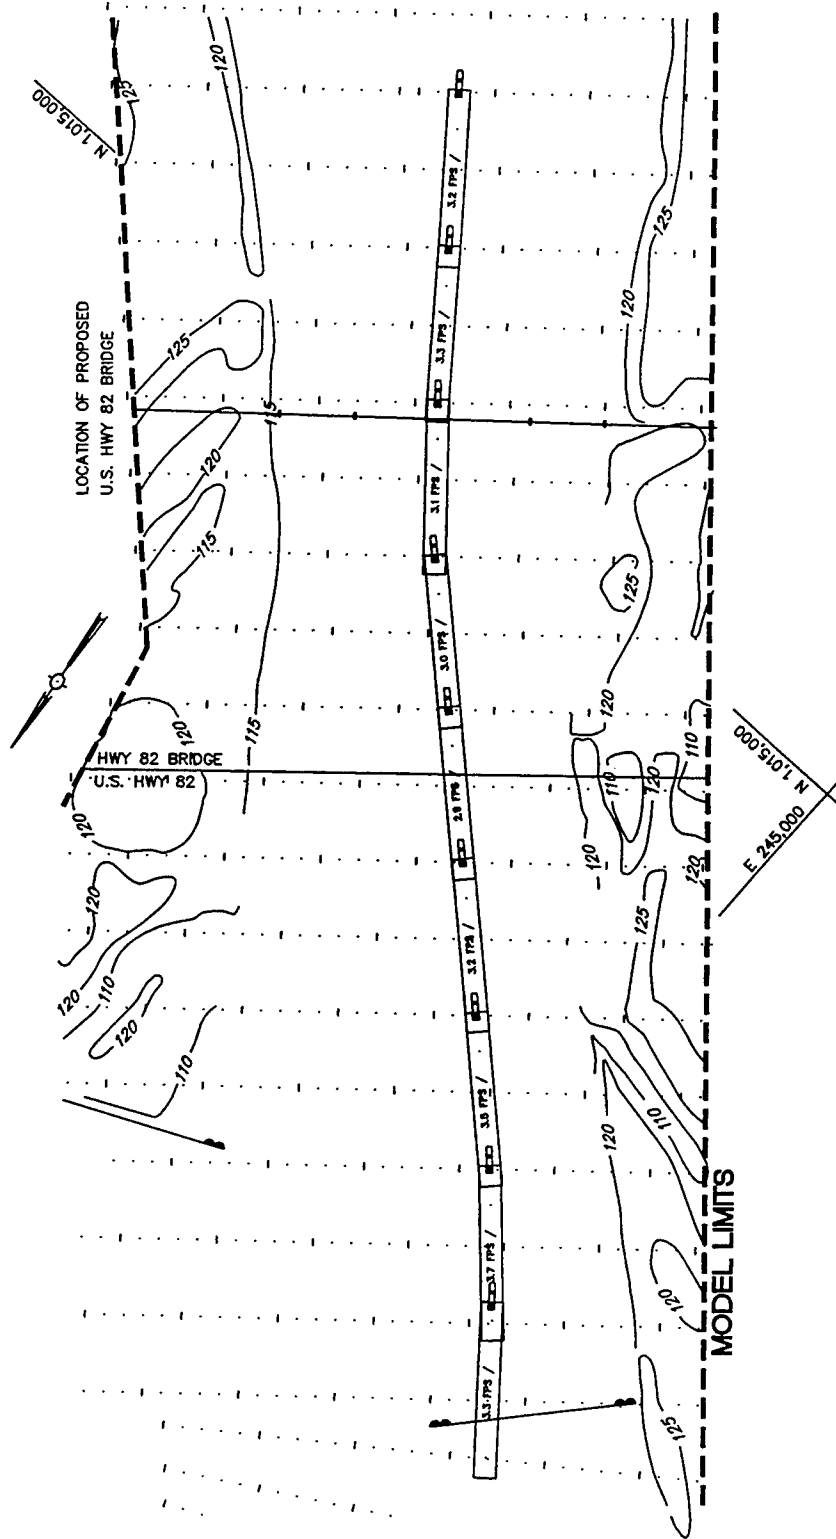 120
125
N 1,015,000
3.2 FPS /
125
120
LOCATION OF PROPOSED
U.S. HWY 82 BRIDGE
125
3.3 FPS /
115
120
3.1 FPS /
115
125
3.0 FPS /
120
115
120
110
N 1,015,000
HWY 82 BRIDGE
U.S. HWY 82
110
120
2.9 FPS /
120
E 245,000
120
120
120
125
3.2 FPS /
120
110
120
110
3.5 FPS /
110
120
MODEL LIMITS
3.7 FPS /
120
3.3 FPS /
125